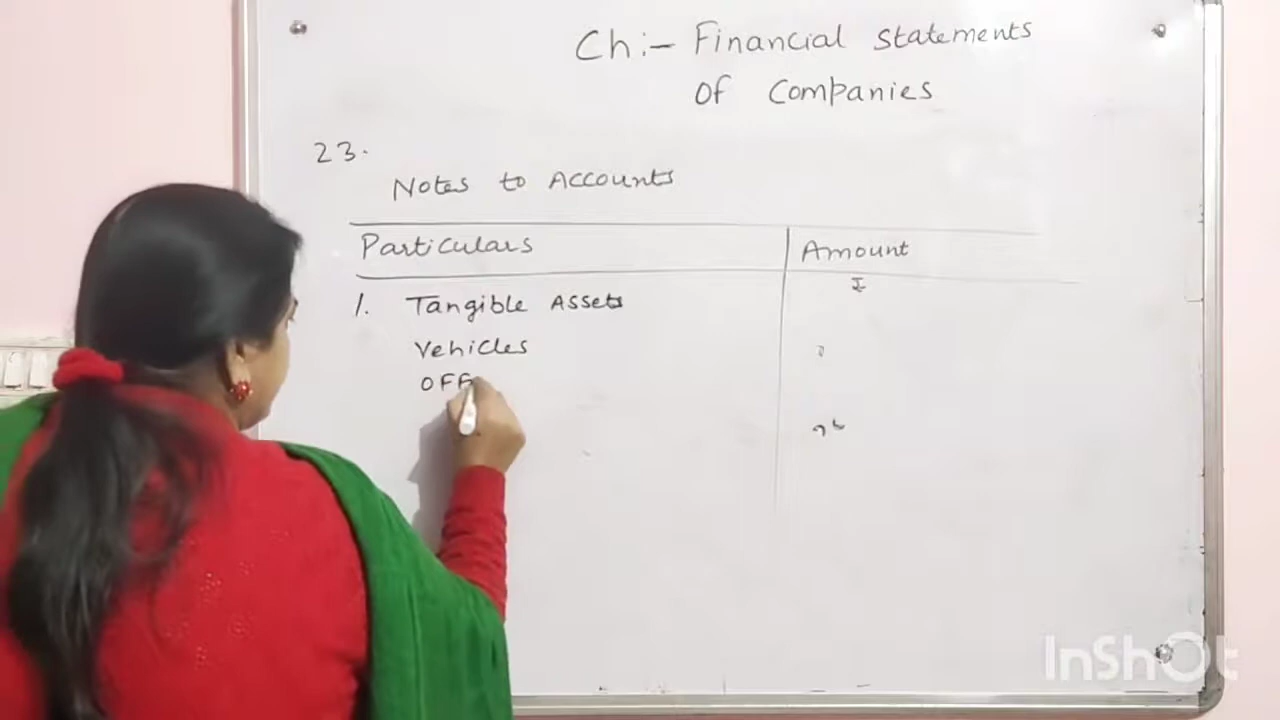 Ch:- Financial Statements
Of Companies
23.
Notes to Accounts
Particulars
Amount
1. Tangible Assets
Vehicles
OFF
InShOt